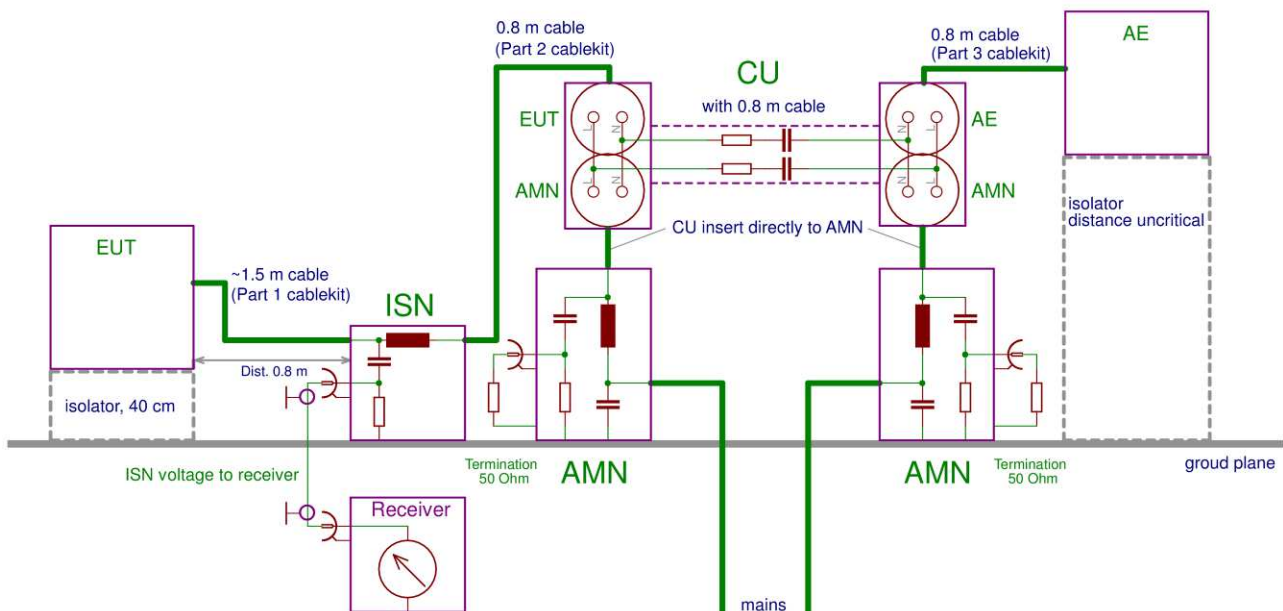 0.8 m cable
(Part 2 cablekit)
CU
with 0.8 m cable
0.8 m cable
(Part 3 cablekit)
AE
EUT
L
N
AMN
L
N
N
L
AE
N
L
AMN
CU insert directly to AMN
isolator
distance uncritical
EUT
~1.5 m cable
(Part 1 cablekit)
ISN
Dist. 0.8 m
isolator, 40 cm
ISN voltage to receiver
Termination
50 Ohm
AMN
AMN
Termination
50 Ohm
groud plane
Receiver
mains